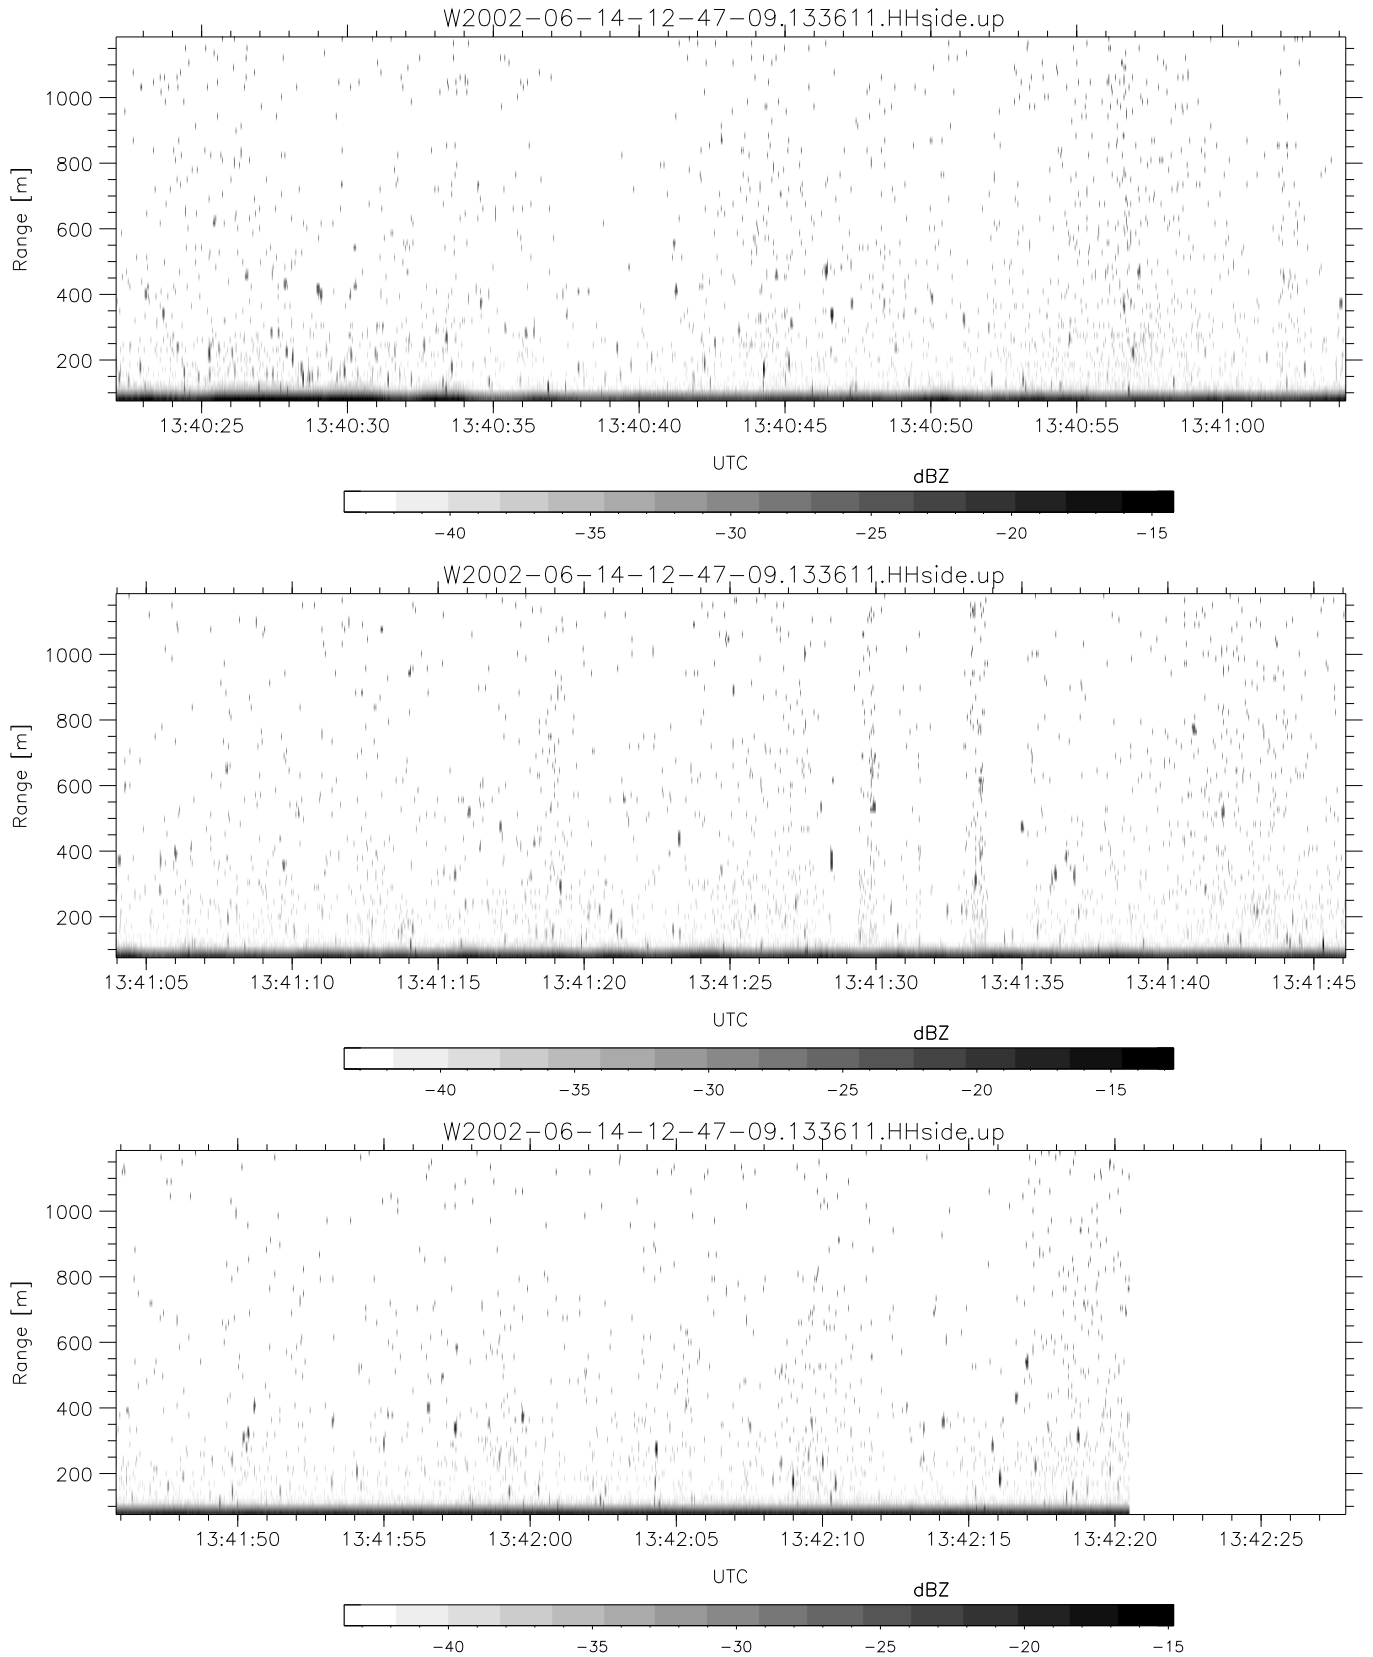 W2002-06-14-12-47-09.133611.HHside.up
1000
800
600
400
200
Range [m]
13:40:25 13:40:30 13:40:35 13:40:40 13:40:45 13:40:50 13:40:55 13:41:00
UTC
dBZ
-40 -35 -30 -25 -20 -15
W2002-06-14-12-47-09.133611.HHside.up
1000
800
600
400
200
Range [m]
13:41:05 13:41:10 13:41:15 13:41:20 13:41:25 13:41:30 13:41:35 13:41:40 13:41:45
UTC
dBZ
-40 -35 -30 -25 -20 -15
W2002-06-14-12-47-09.133611.HHside.up
1000
800
600
400
200
Range [m]
13:41:50 13:41:55 13:42:00 13:42:05 13:42:10 13:42:15 13:42:20 13:42:25
UTC
dBZ
-40 -35 -30 -25 -20 -15